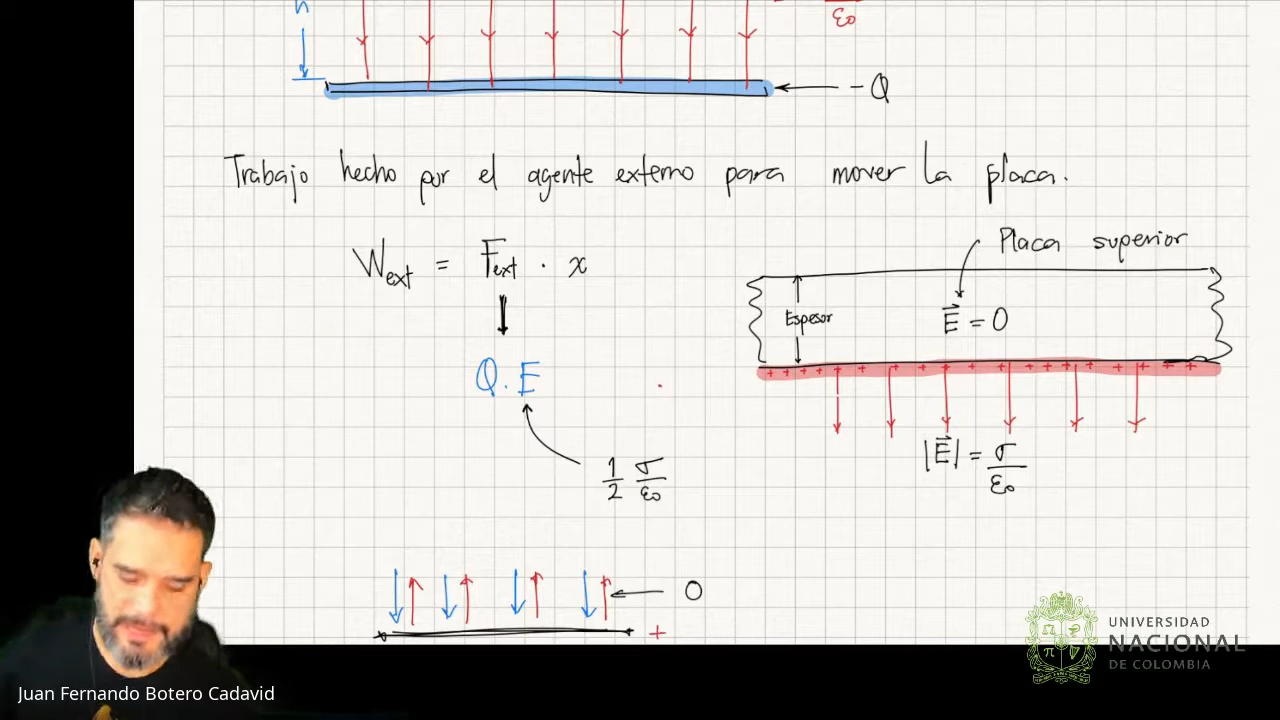 h
ε₀
− Q
Trabajo hecho por el agente externo para mover la placa.
W_ext = F_ext · x
Placa superior
Espesor
E⃗ = 0
+ + + + + + + + + + + + + + + + + +
Q · E
|E⃗| = σ/ε₀
1/2 σ/ε₀
0
+
UNIVERSIDAD
NACIONAL
DE COLOMBIA
Juan Fernando Botero Cadavid